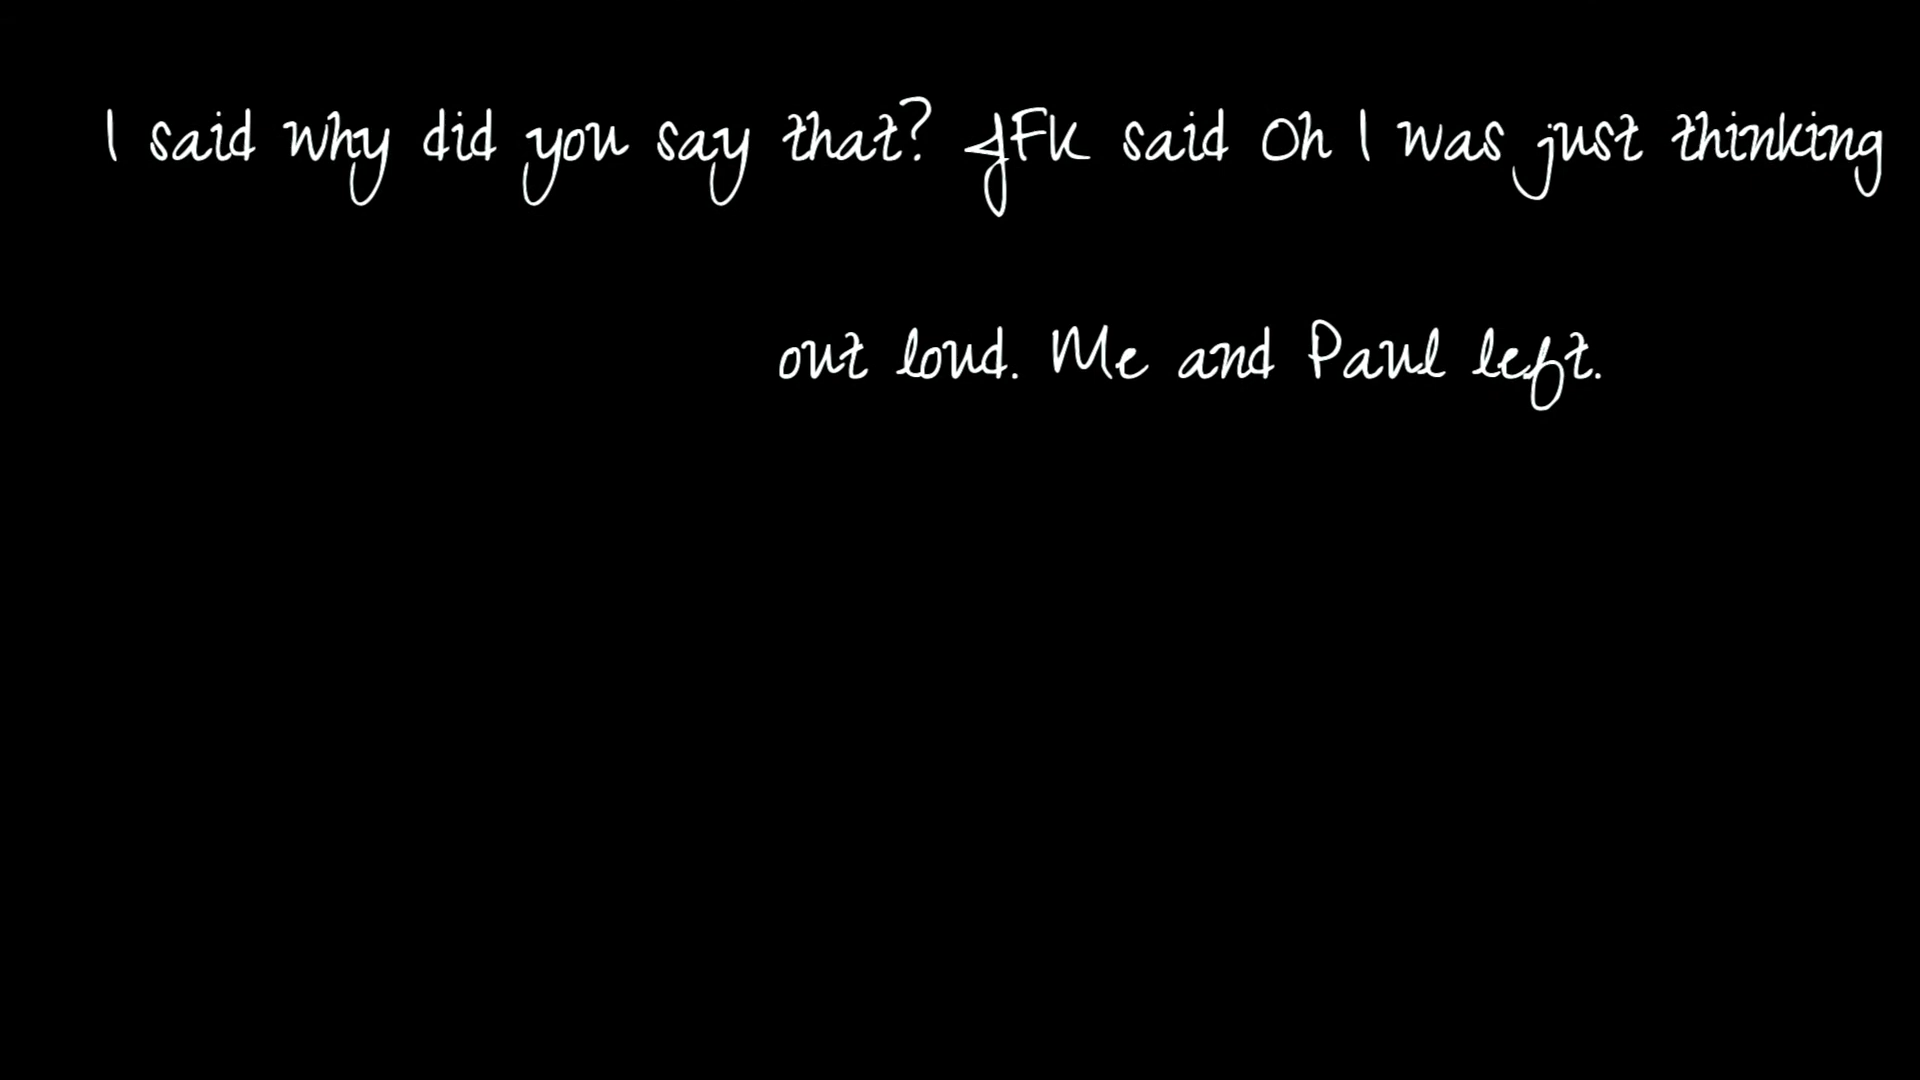 I said why did you say that? JFK said Oh I was just thinking
out loud. Me and Paul left.